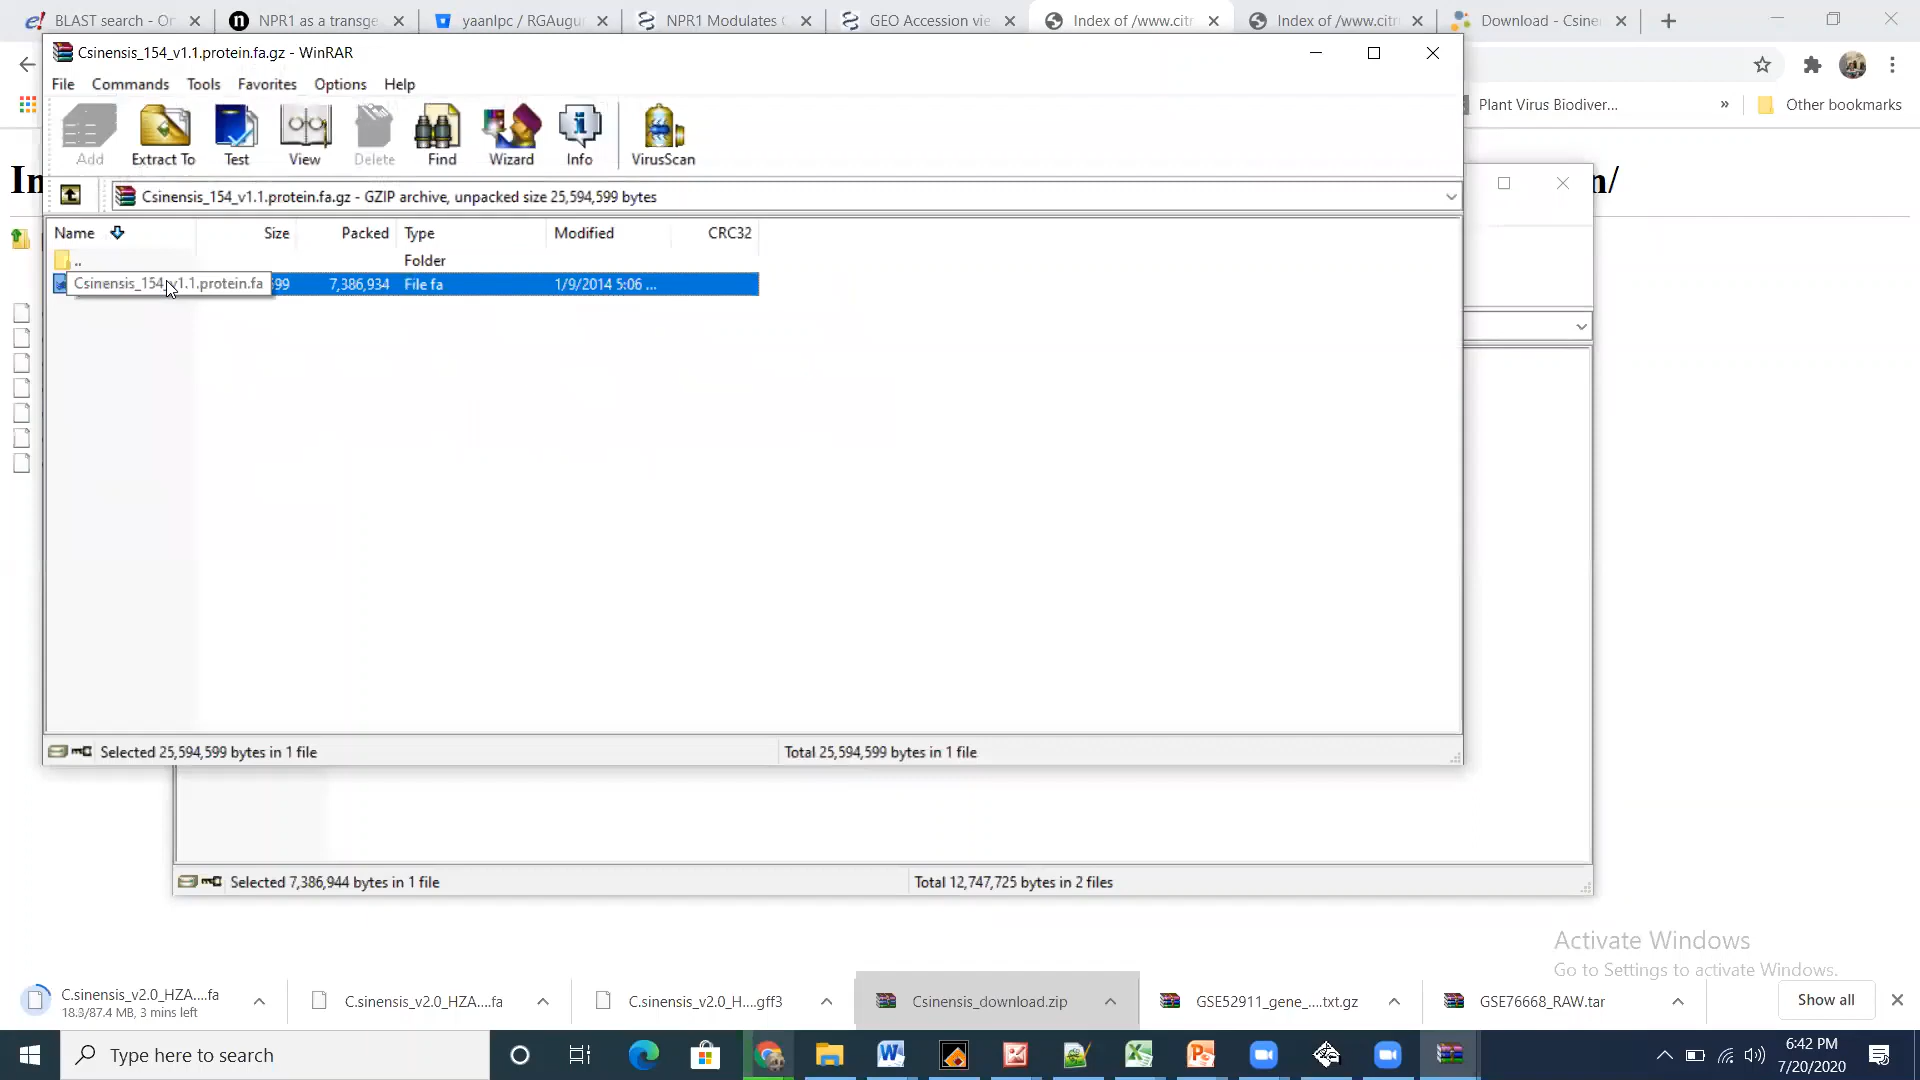 BLAST search - Or
NPR1 as a transge
yaanlpc / RGAugu
NPR1 Modulates
GEO Accession vie
Index of /www.citr
Index of /www.citr
Download - Csine
Csinensis_154_v1.1.protein.fa.gz - WinRAR
File Commands Tools Favorites Options Help
Plant Virus Biodiver...
» Other bookmarks
Add Extract To Test View Delete Find Wizard Info VirusScan
In
n/
Csinensis_154_v1.1.protein.fa.gz - GZIP archive, unpacked size 25,594,599 bytes
Name Size Packed Type Modified CRC32
.. Folder
Csinensis_154_v1.1.protein.fa 99 7,386,934 File fa 1/9/2014 5:06 ...
Selected 25,594,599 bytes in 1 file
Total 25,594,599 bytes in 1 file
Selected 7,386,944 bytes in 1 file
Total 12,747,725 bytes in 2 files
Activate Windows
Go to Settings to activate Windows.
C.sinensis_v2.0_HZA....fa
18.3/87.4 MB, 3 mins left
C.sinensis_v2.0_HZA....fa
C.sinensis_v2.0_H....gff3
Csinensis_download.zip
GSE52911_gene_....txt.gz
GSE76668_RAW.tar
Show all
Type here to search
6:42 PM
7/20/2020